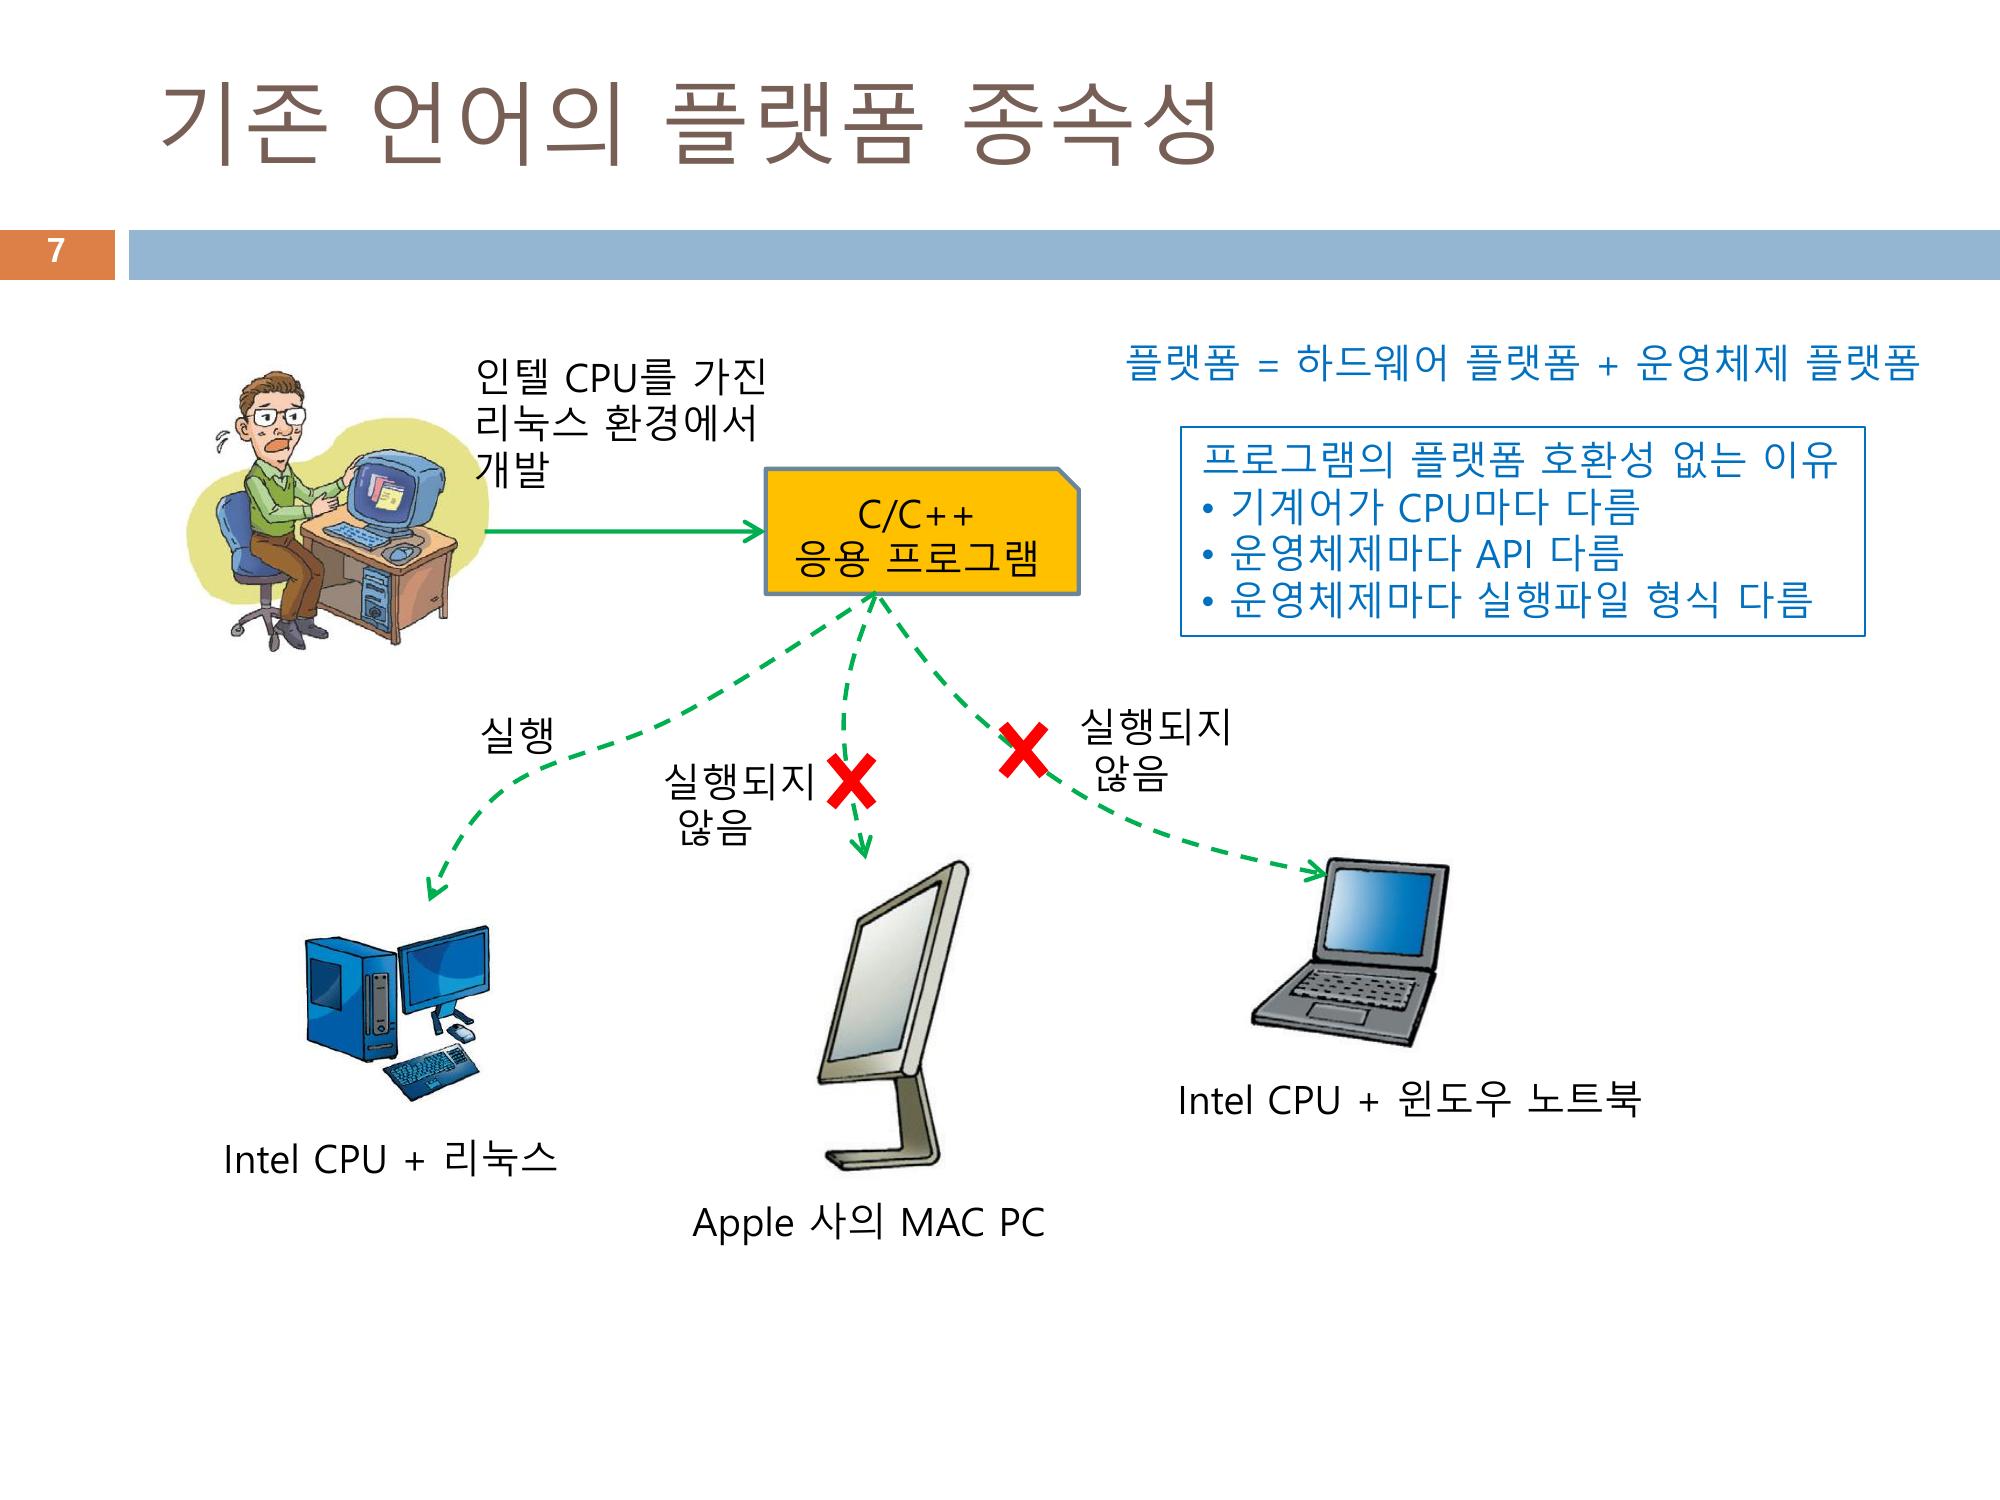 기존 언어의 플랫폼 종속성
7
인텔 CPU를 가진
리눅스 환경에서
개발
플랫폼 = 하드웨어 플랫폼 + 운영체제 플랫폼
프로그램의 플랫폼 호환성 없는 이유
• 기계어가 CPU마다 다름
• 운영체제마다 API 다름
• 운영체제마다 실행파일 형식 다름
C/C++
응용 프로그램
실행
실행되지
않음
실행되지
않음
Intel CPU + 리눅스
Apple 사의 MAC PC
Intel CPU + 윈도우 노트북